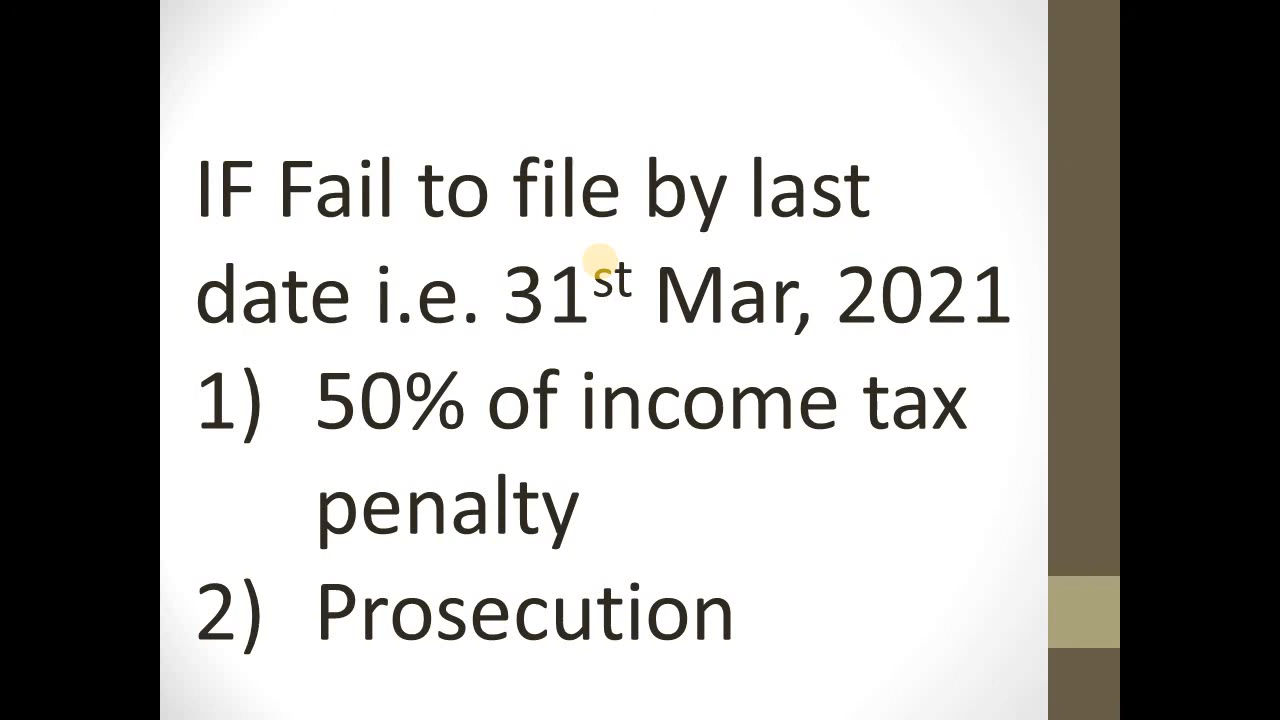 IF Fail to file by last
date i.e. 31st Mar, 2021
1) 50% of income tax
penalty
2) Prosecution